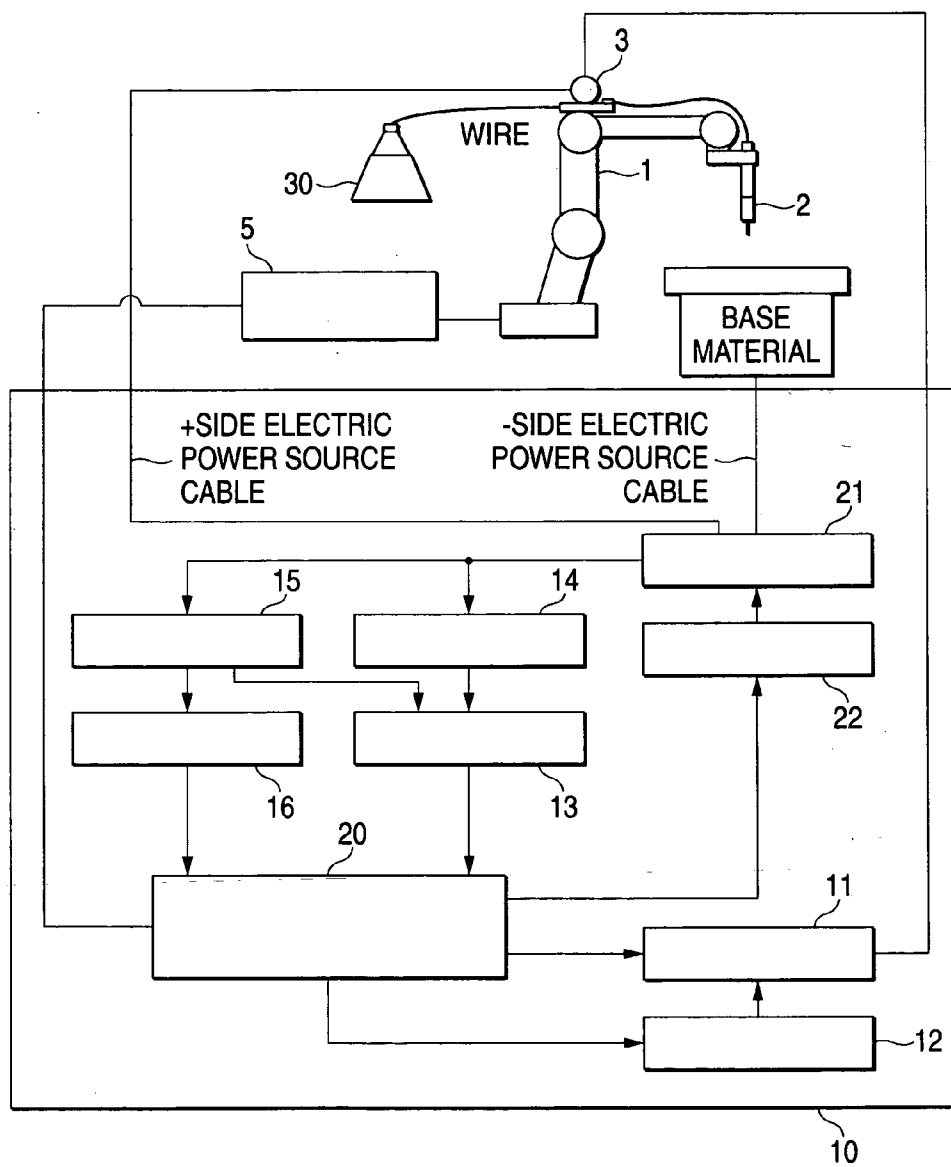 3
WIRE
30
1
2
5
BASE
MATERIAL
+SIDE ELECTRIC
POWER SOURCE
CABLE
-SIDE ELECTRIC
POWER SOURCE
CABLE
21
15
14
22
16
13
20
11
12
10